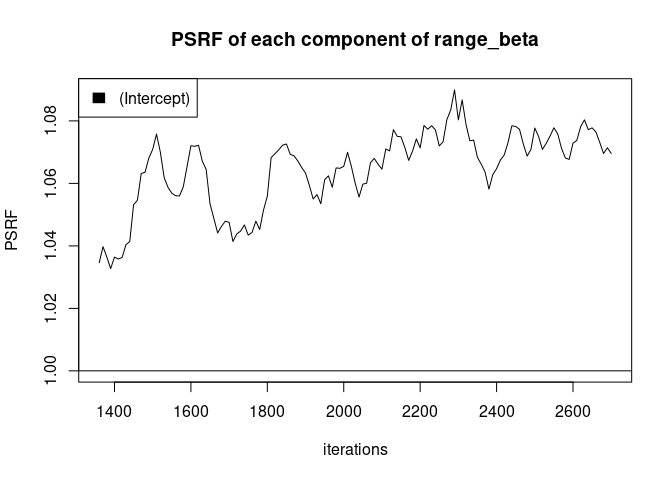 PSRF of each component of range_beta
(Intercept)
PSRF
1.08
1.06
1.04
1.02
1.00
1400 1600 1800 2000 2200 2400 2600
iterations